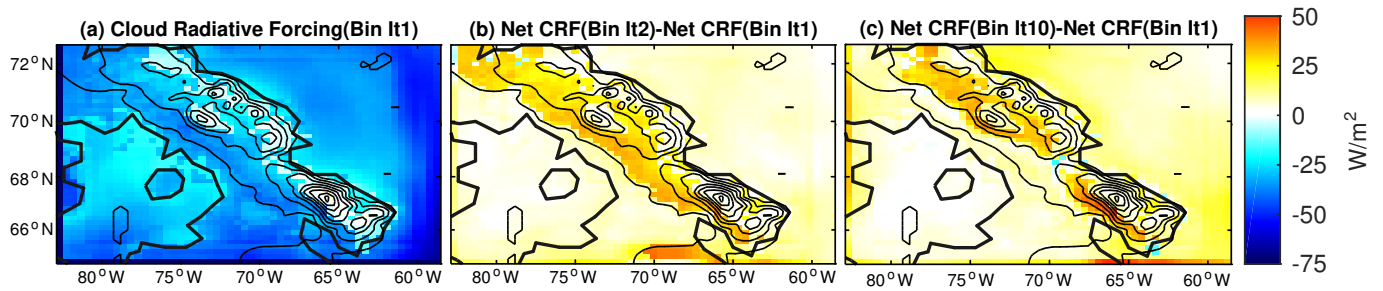 (a) Cloud Radiative Forcing(Bin It1)
(b) Net CRF(Bin It2)-Net CRF(Bin It1)
(c) Net CRF(Bin It10)-Net CRF(Bin It1)
72°N
70°N
68°N
66°N
80°W 75°W 70°W 65°W 60°W
80°W 75°W 70°W 65°W 60°W
80°W 75°W 70°W 65°W 60°W
50
25
0
-25
-50
-75
W/m²